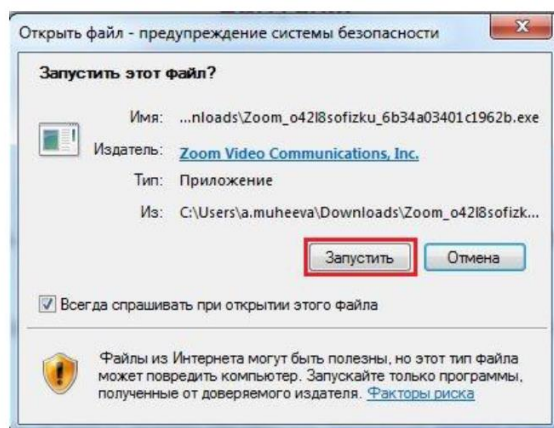 Открыть файл - предупреждение системы безопасности
Запустить этот файл?
Имя: ...nloads\Zoom_o42l8sofizku_6b34a03401c1962b.exe
Издатель: Zoom Video Communications, Inc.
Тип: Приложение
Из: C:\Users\a.muheeva\Downloads\Zoom_o42l8sofizk...
Запустить Отмена
Всегда спрашивать при открытии этого файла
Файлы из Интернета могут быть полезны, но этот тип файла
может повредить компьютер. Запускайте только программы,
полученные от доверяемого издателя. Факторы риска